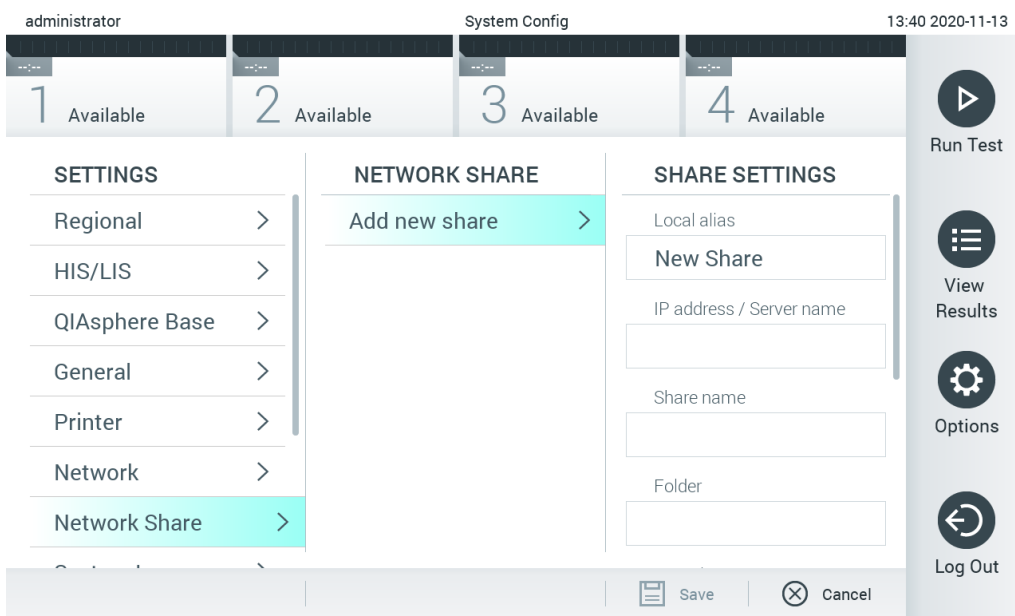 administrator
System Config
13:40 2020-11-13
--:--
--:--
--:--
--:--
1 Available
2 Available
3 Available
4 Available
SETTINGS
Regional
HIS/LIS
QIAsphere Base
General
Printer
Network
Network Share
NETWORK SHARE
Add new share
SHARE SETTINGS
Local alias
New Share
IP address / Server name
Share name
Folder
Save
Cancel
Run Test
View
Results
Options
Log Out